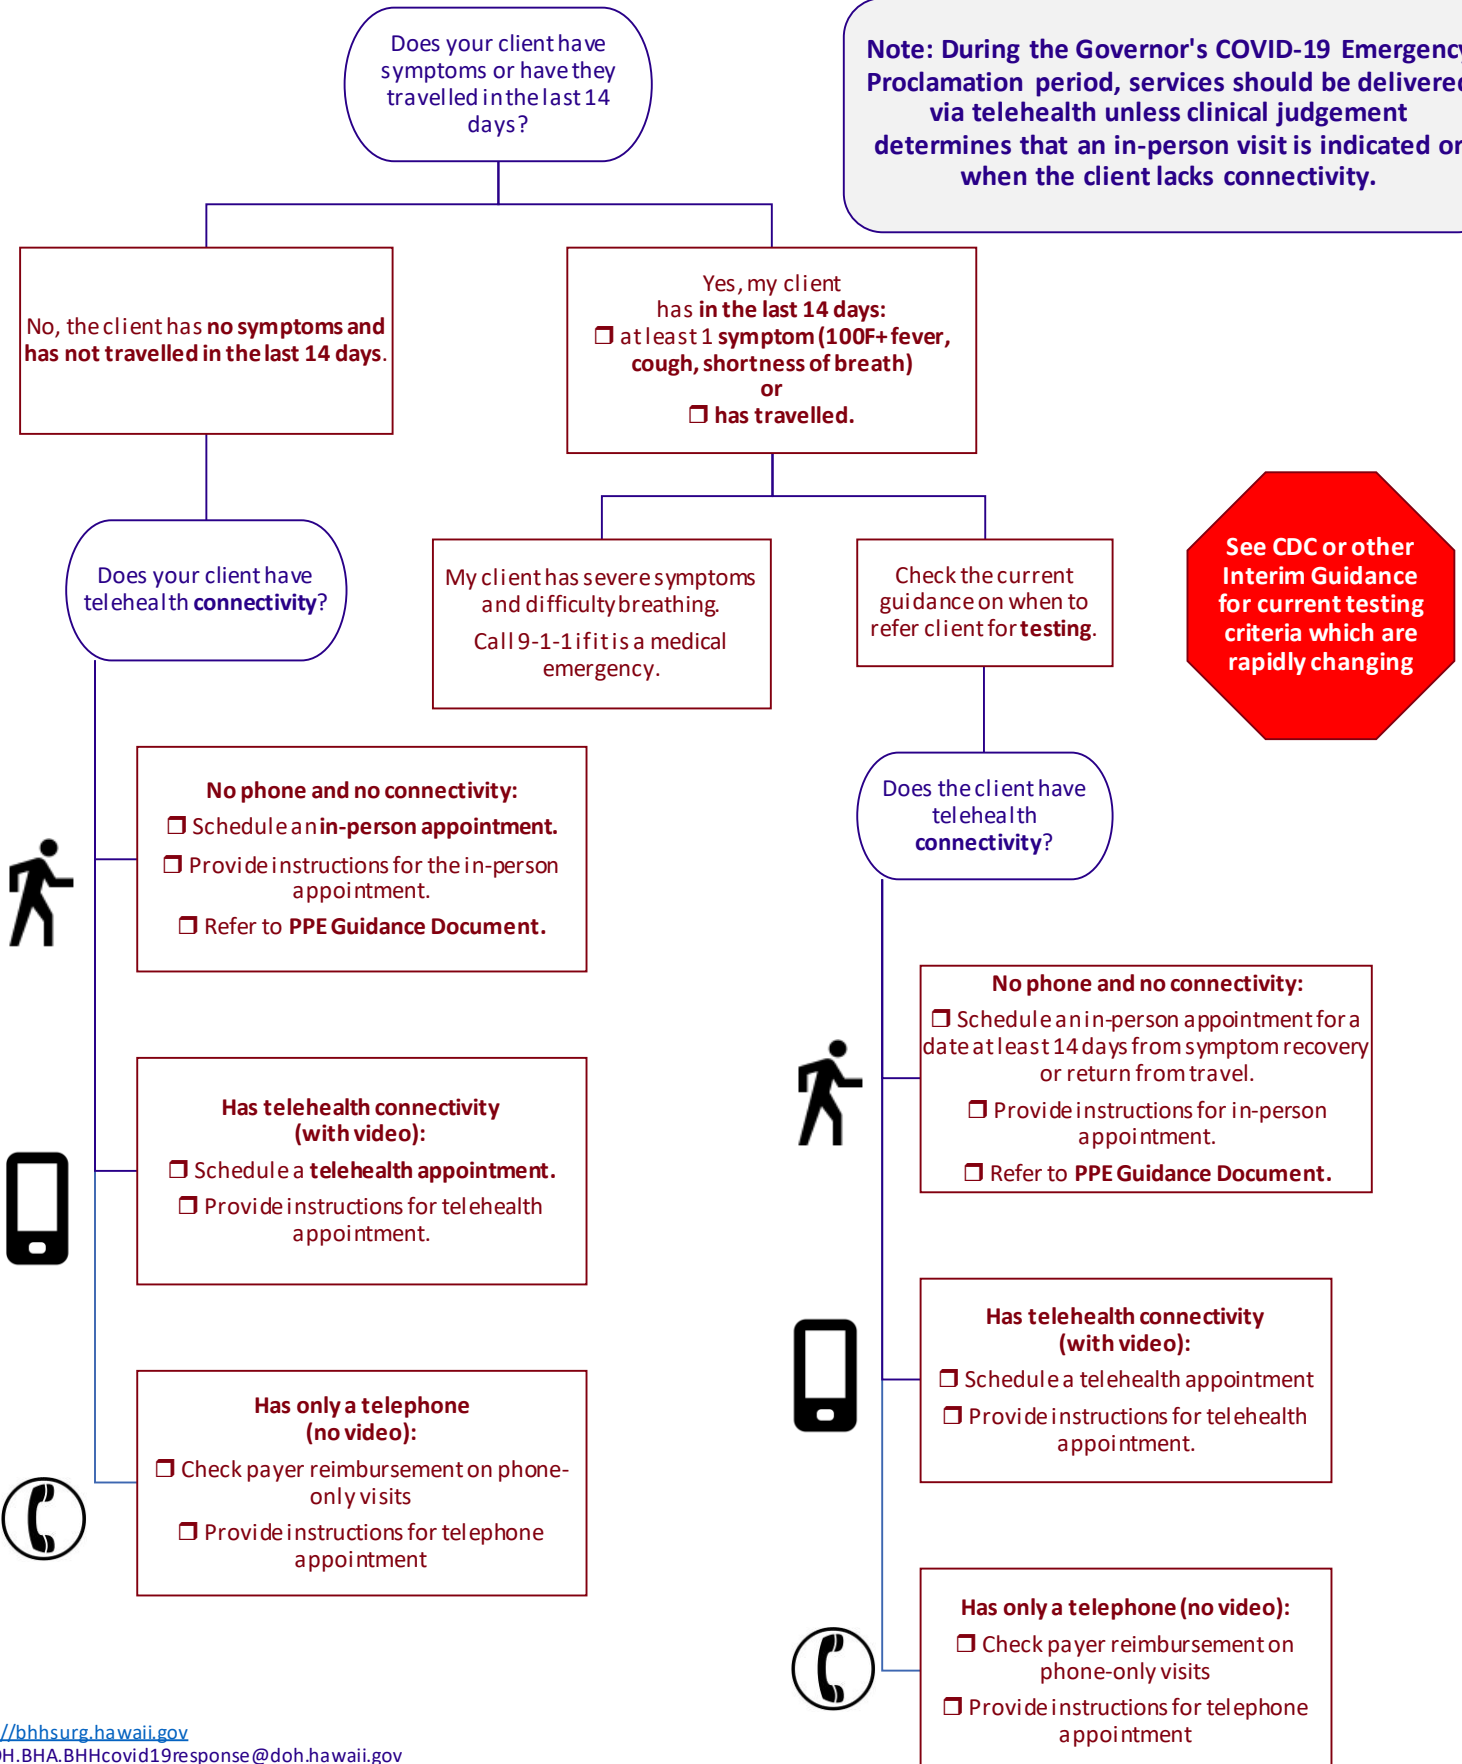 Does your client have
symptoms or have they
travelled in the last 14
days?
Note: During the Governor's COVID-19 Emergency
Proclamation period, services should be delivered
via telehealth unless clinical judgement
determines that an in-person visit is indicated or
when the client lacks connectivity.
No, the client has no symptoms and
has not travelled in the last 14 days.
Yes, my client
has in the last 14 days:
❒ at least 1 symptom (100F+ fever,
cough, shortness of breath)
or
❒ has travelled.
Does your client have
telehealth connectivity?
My client has severe symptoms
and difficulty breathing.
Call 9-1-1 if it is a medical
emergency.
Check the current
guidance on when to
refer client for testing.
See CDC or other
Interim Guidance
for current testing
criteria which are
rapidly changing
No phone and no connectivity:
❒ Schedule an in-person appointment.
❒ Provide instructions for the in-person
appointment.
❒ Refer to PPE Guidance Document.
Has telehealth connectivity
(with video):
❒ Schedule a telehealth appointment.
❒ Provide instructions for telehealth
appointment.
Has only a telephone
(no video):
❒ Check payer reimbursement on phone-
only visits
❒ Provide instructions for telephone
appointment
Does the client have
telehealth
connectivity?
No phone and no connectivity:
❒ Schedule an in-person appointment for a
date at least 14 days from symptom recovery
or return from travel.
❒ Provide instructions for in-person
appointment.
❒ Refer to PPE Guidance Document.
Has telehealth connectivity
(with video):
❒ Schedule a telehealth appointment
❒ Provide instructions for telehealth
appointment.
Has only a telephone (no video):
❒ Check payer reimbursement on
phone-only visits
❒ Provide instructions for telephone
appointment
//bhhsurg.hawaii.gov
H.BHA.BHHcovid19response@doh.hawaii.gov